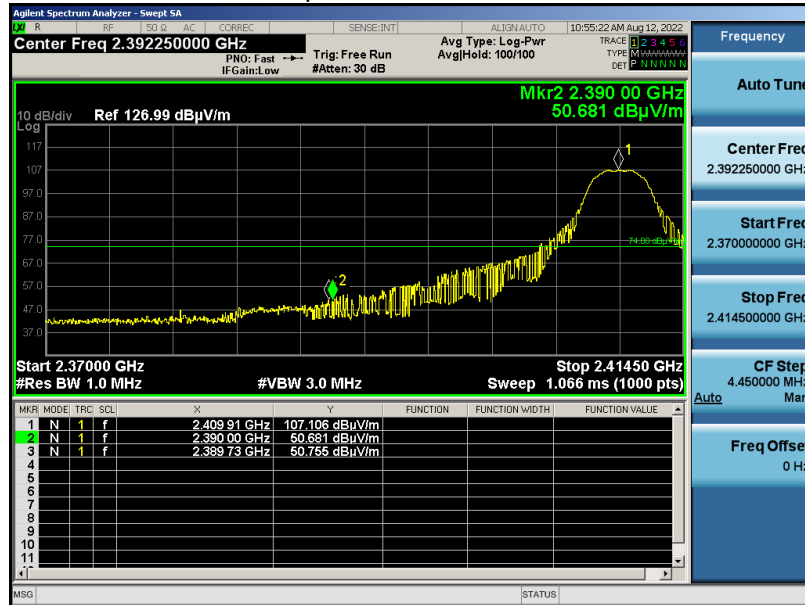 Agilent Spectrum Analyzer - Swept SA
LXI R RF 50 Ω AC CORREC SENSE:INT ALIGN AUTO 10:55:22 AM Aug 12, 2022
Center Freq 2.392250000 GHz
PNO: Fast
IFGain:Low
Trig: Free Run
#Atten: 30 dB
Avg Type: Log-Pwr
Avg|Hold: 100/100
TRACE 1 2 3 4 5 6
TYPE M
DET P N N N N N
Mkr2 2.390 00 GHz
50.681 dBµV/m
10 dB/div Ref 126.99 dBµV/m
Log
117
107
97.0
87.0
77.0
67.0
57.0
47.0
37.0
1
2
74.00 dBµV/m
Start 2.37000 GHz Stop 2.41450 GHz
#Res BW 1.0 MHz #VBW 3.0 MHz Sweep 1.066 ms (1000 pts)
MKR MODE TRC SCL X Y FUNCTION FUNCTION WIDTH FUNCTION VALUE
1 N 1 f 2.409 91 GHz 107.106 dBµV/m
2 N 1 f 2.390 00 GHz 50.681 dBµV/m
3 N 1 f 2.389 73 GHz 50.755 dBµV/m
4
5
6
7
8
9
10
11
MSG STATUS
Frequency
Auto Tune
Center Freq
2.392250000 GHz
Start Freq
2.370000000 GHz
Stop Freq
2.414500000 GHz
CF Step
4.450000 MHz
Auto Man
Freq Offset
0 Hz